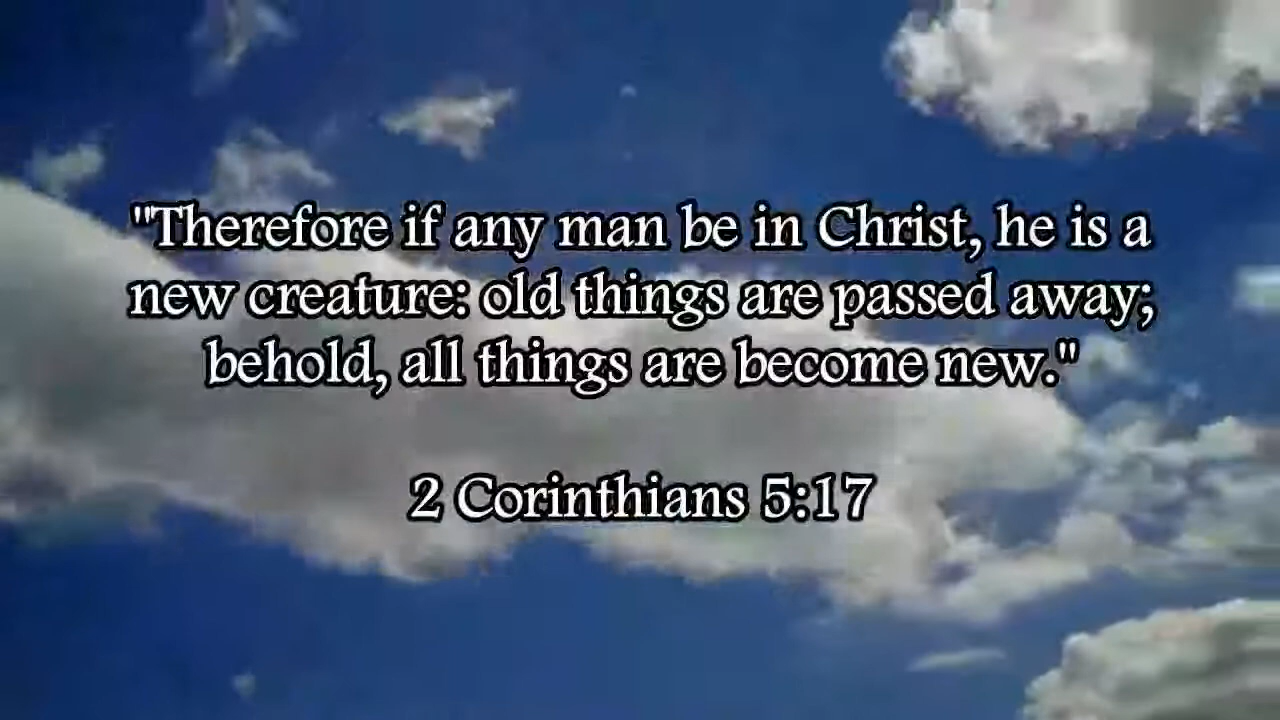 "Therefore if any man be in Christ, he is a
new creature: old things are passed away;
behold, all things are become new."
2 Corinthians 5:17